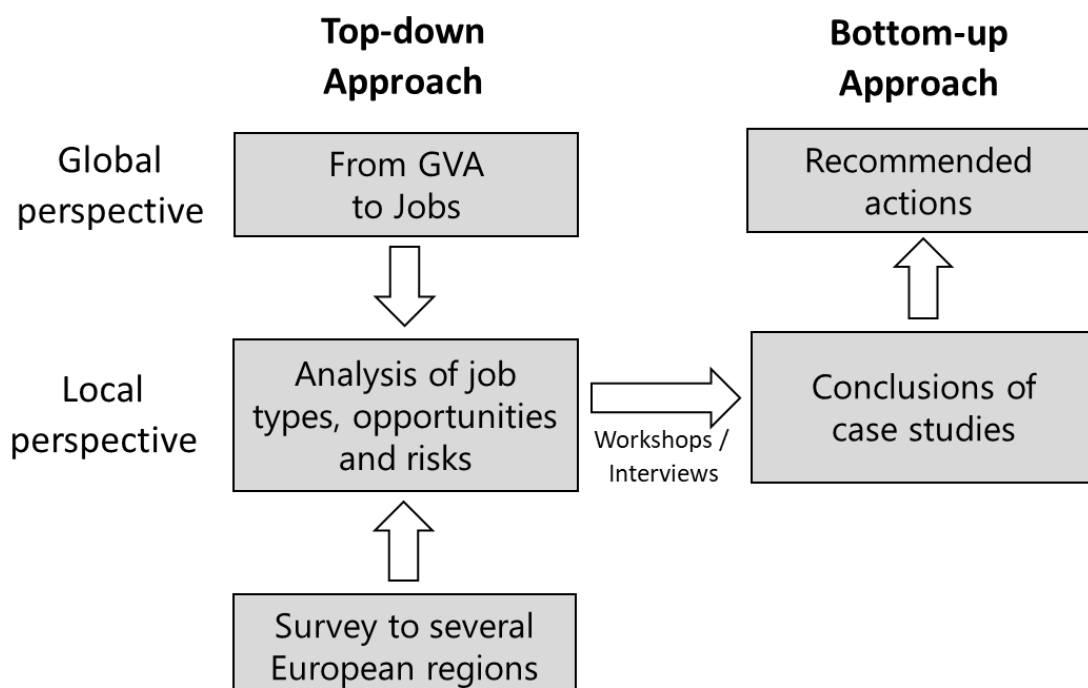 Top-down
Approach
Bottom-up
Approach
Global
perspective
From GVA
to Jobs
Recommended
actions
Local
perspective
Analysis of job
types, opportunities
and risks
Workshops /
Interviews
Conclusions of
case studies
Survey to several
European regions